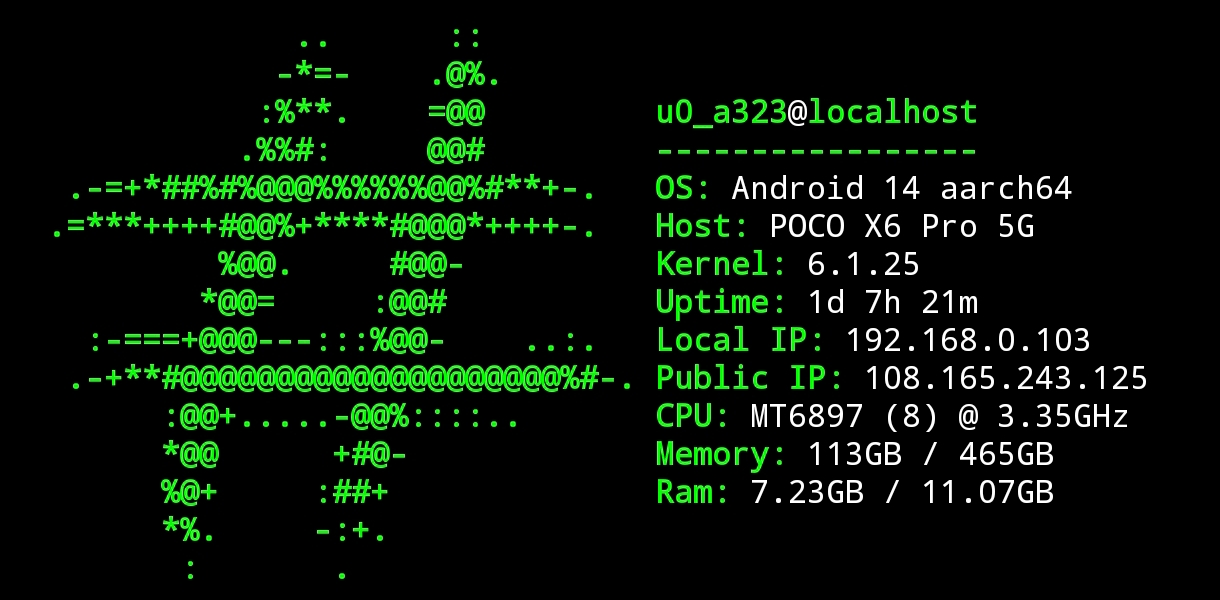 u0_a323@localhost
-----------------
OS: Android 14 aarch64
Host: POCO X6 Pro 5G
Kernel: 6.1.25
Uptime: 1d 7h 21m
Local IP: 192.168.0.103
Public IP: 108.165.243.125
CPU: MT6897 (8) @ 3.35GHz
Memory: 113GB / 465GB
Ram: 7.23GB / 11.07GB